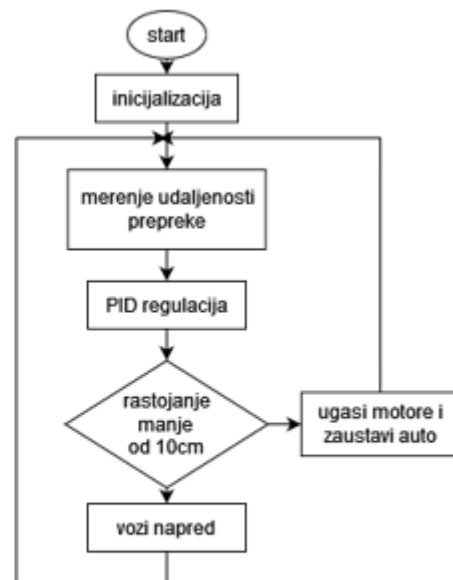 start
inicijalizacija
merenje udaljenosti
prepreke
PID regulacija
rastojanje
manje
od 10cm
ugasi motore i
zaustavi auto
vozi napred